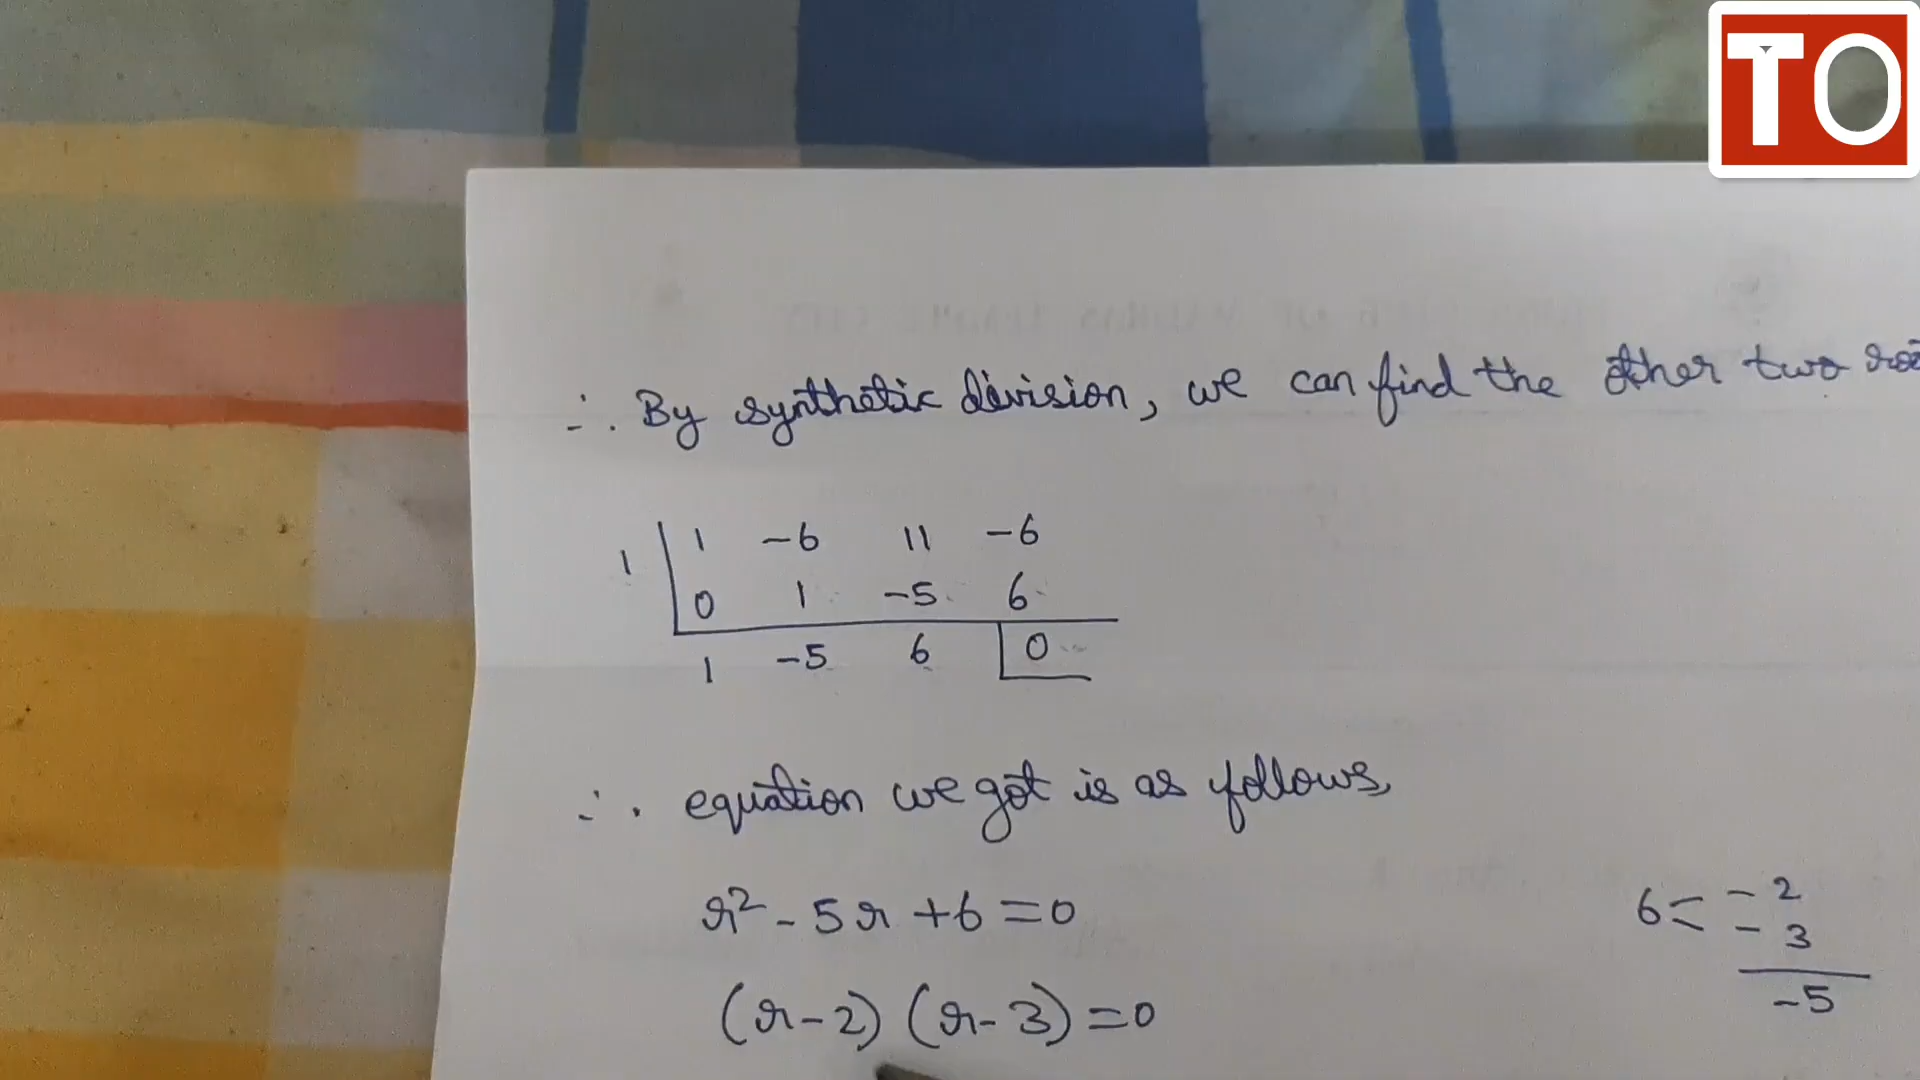 TO
∴ By synthetic division, we can find the other two
1 | 1 -6 11 -6
0 1 -5 6
1 -5 6 | 0
∴ equation we got is as follows,
r² - 5r + 6 = 0
(r-2) (r-3) = 0
6 < -2
-3
-5